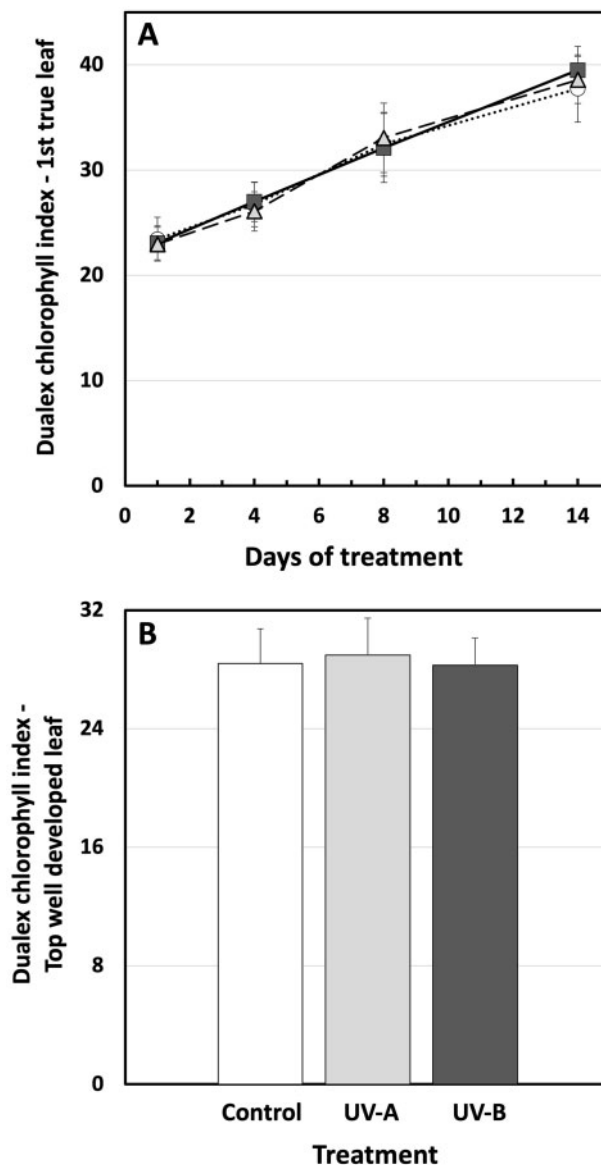 A
Dualex chlorophyll index - 1st true leaf
40
30
20
10
0
0 2 4 6 8 10 12 14
Days of treatment
B
Dualex chlorophyll index -
Top well developed leaf
32
24
16
8
0
Control UV-A UV-B
Treatment